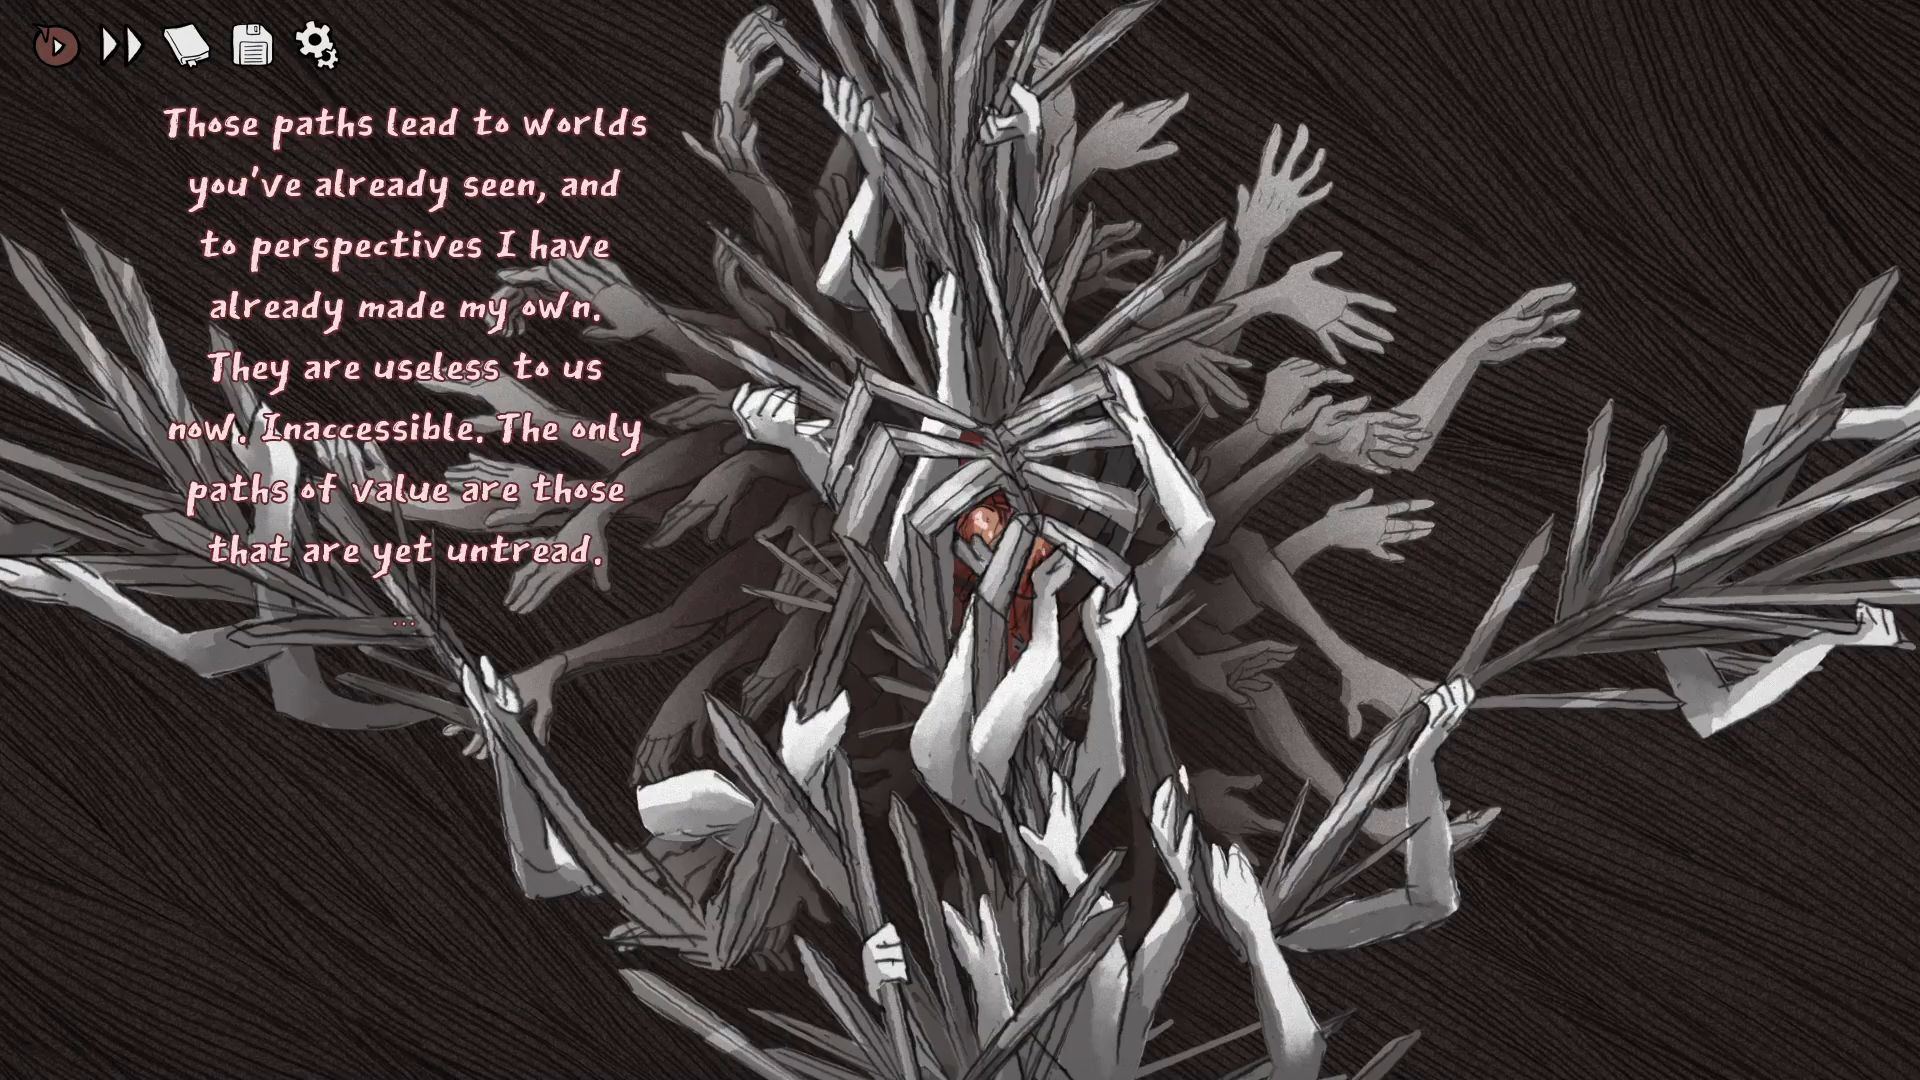 Those paths lead to worlds
you've already seen, and
to perspectives I have
already made my own.
They are useless to us
now. Inaccessible. The only
paths of value are those
that are yet untread.
...